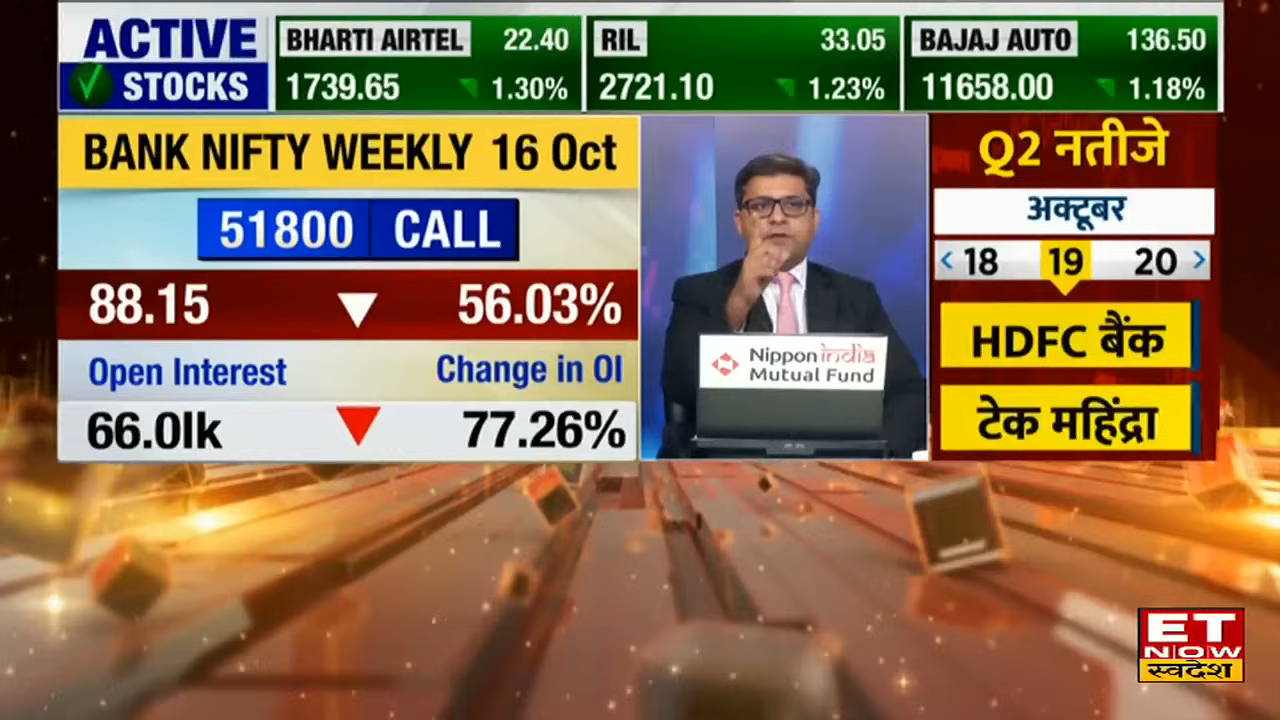 ACTIVE
STOCKS
BHARTI AIRTEL 22.40
1739.65 1.30%
RIL 33.05
2721.10 1.23%
BAJAJ AUTO 136.50
11658.00 1.18%
BANK NIFTY WEEKLY 16 Oct
51800 CALL
88.15 56.03%
Open Interest Change in OI
66.0lk 77.26%
Nippon india
Mutual Fund
Q2 नतीजे
अक्टूबर
< 18 19 20 >
HDFC बैंक
टेक महिंद्रा
ET
NOW
स्वदेश